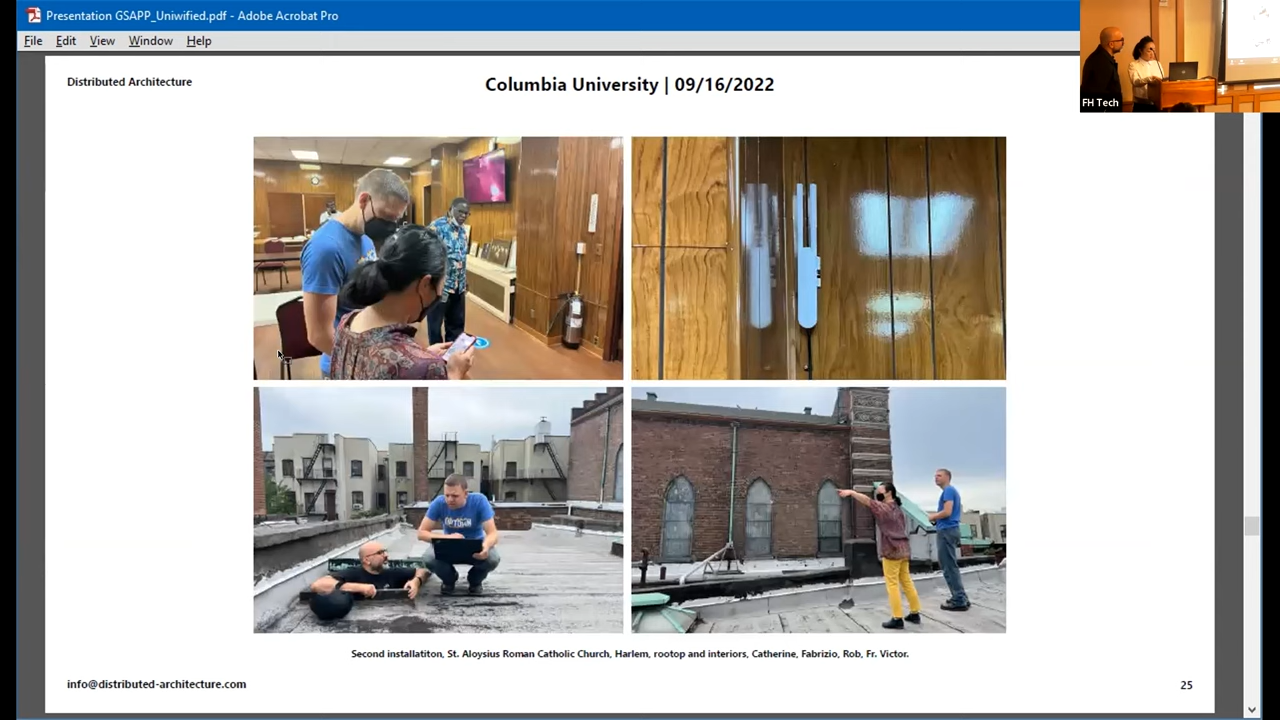 Presentation GSAPP_Uniwified.pdf - Adobe Acrobat Pro
File Edit View Window Help
FH Tech
Distributed Architecture
Columbia University | 09/16/2022
Second installatiton, St. Aloysius Roman Catholic Church, Harlem, rootop and interiors, Catherine, Fabrizio, Rob, Fr. Victor.
info@distributed-architecture.com
25